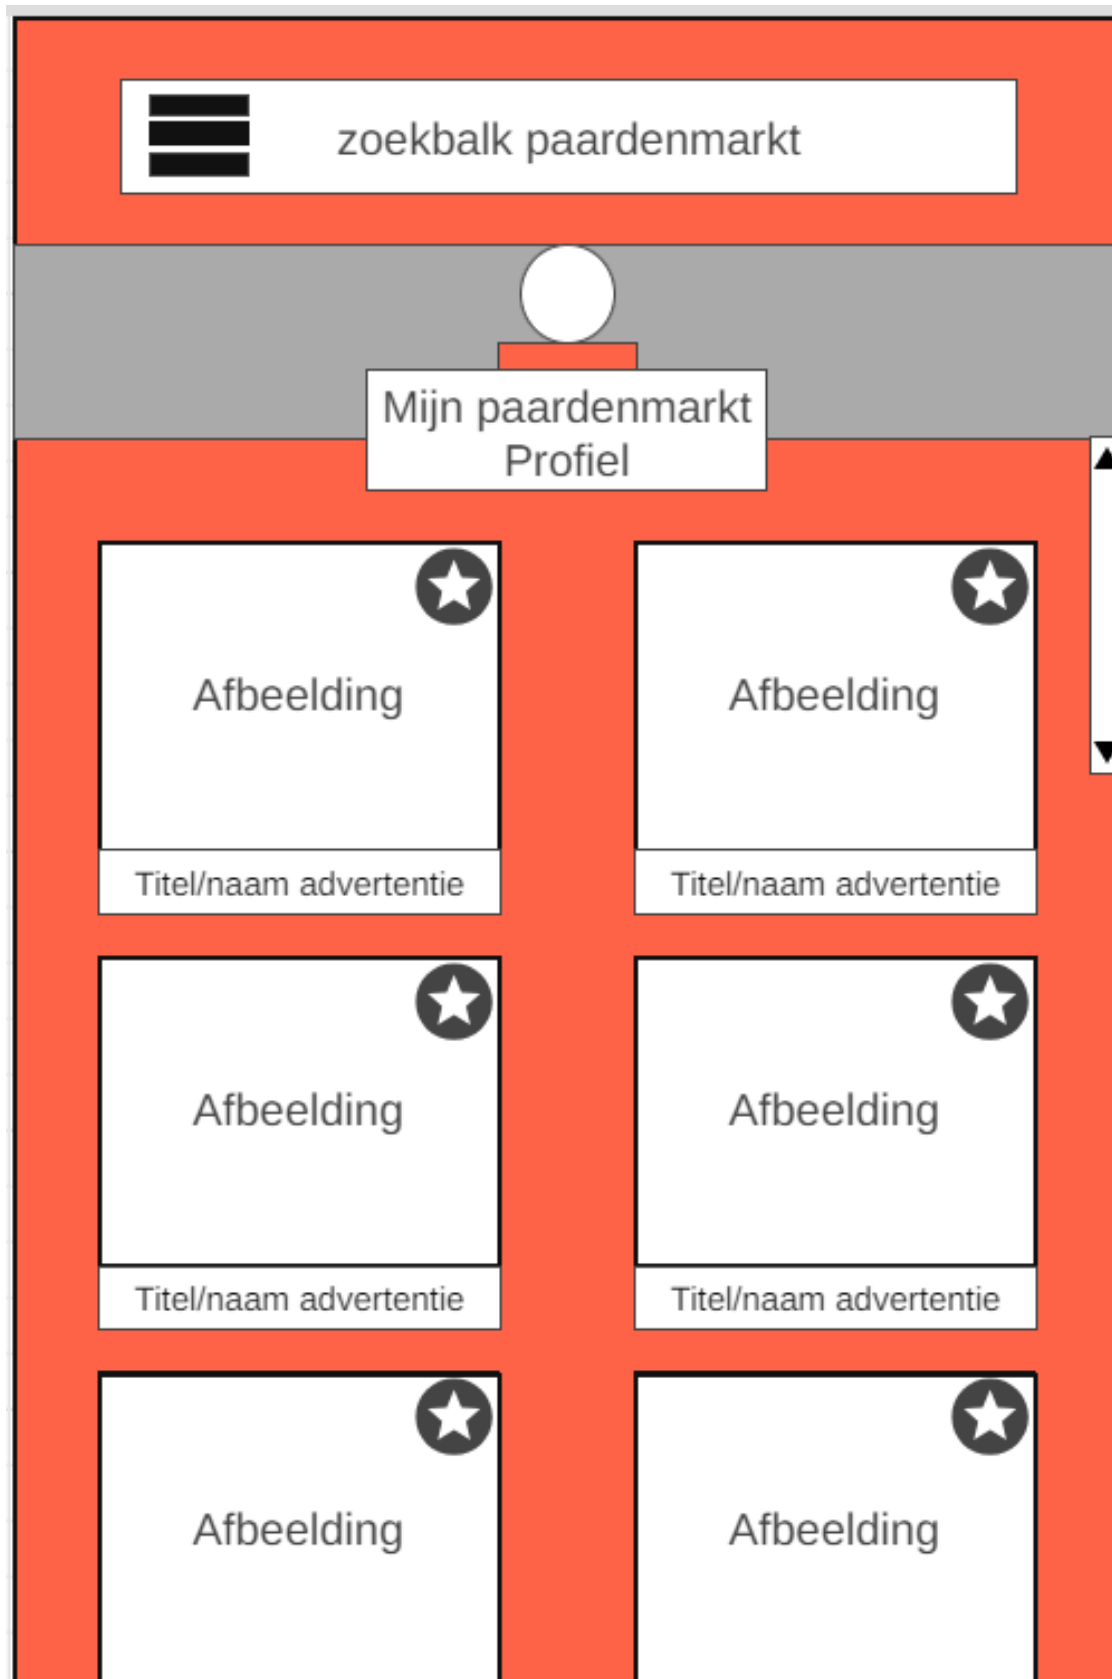 zoekbalk paardenmarkt
Mijn paardenmarkt
Profiel
Afbeelding
Afbeelding
Titel/naam advertentie
Titel/naam advertentie
Afbeelding
Afbeelding
Titel/naam advertentie
Titel/naam advertentie
Afbeelding
Afbeelding